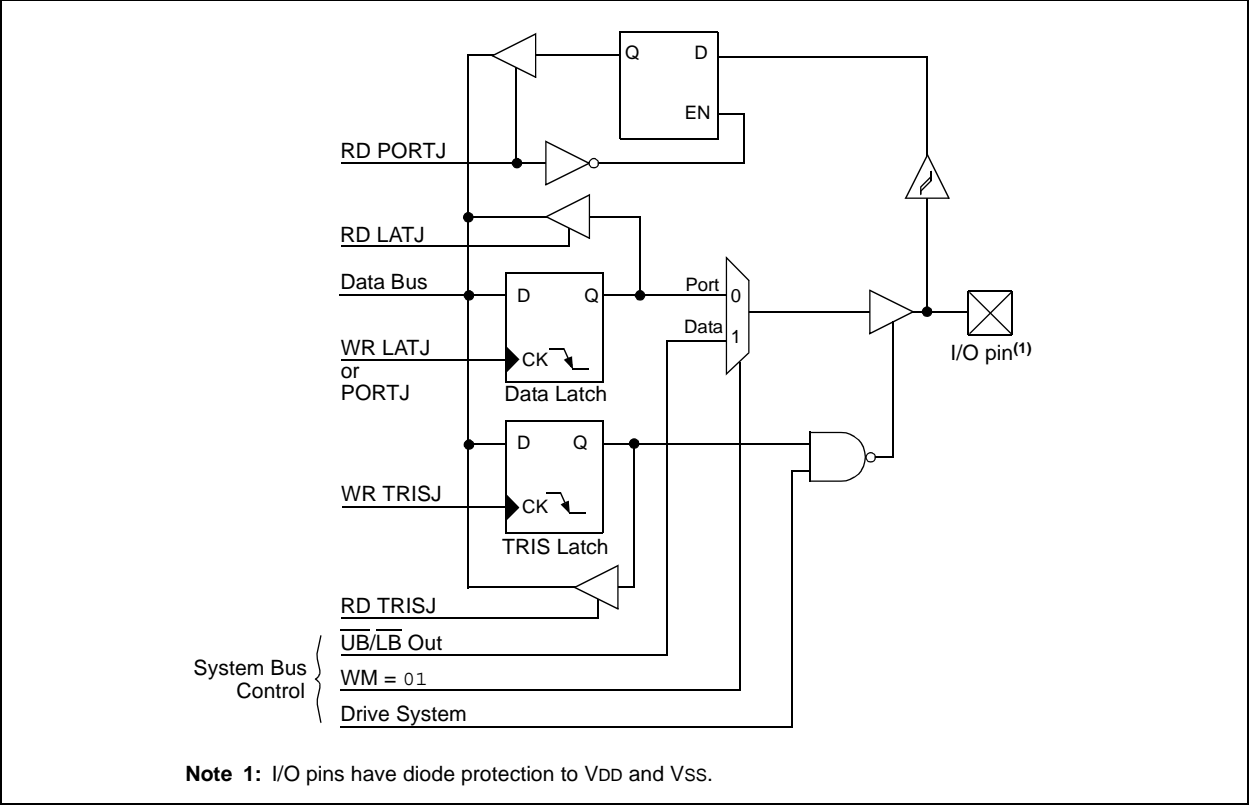 Q D
EN
RD PORTJ
RD LATJ
Data Bus
D Q
Port 0
Data 1
WR LATJ
or
PORTJ
CK
Data Latch
I/O pin(1)
D Q
WR TRISJ
CK
TRIS Latch
RD TRISJ
System Bus
Control
U̅B̅/L̅B̅ Out
WM = 01
Drive System
Note 1: I/O pins have diode protection to VDD and VSS.